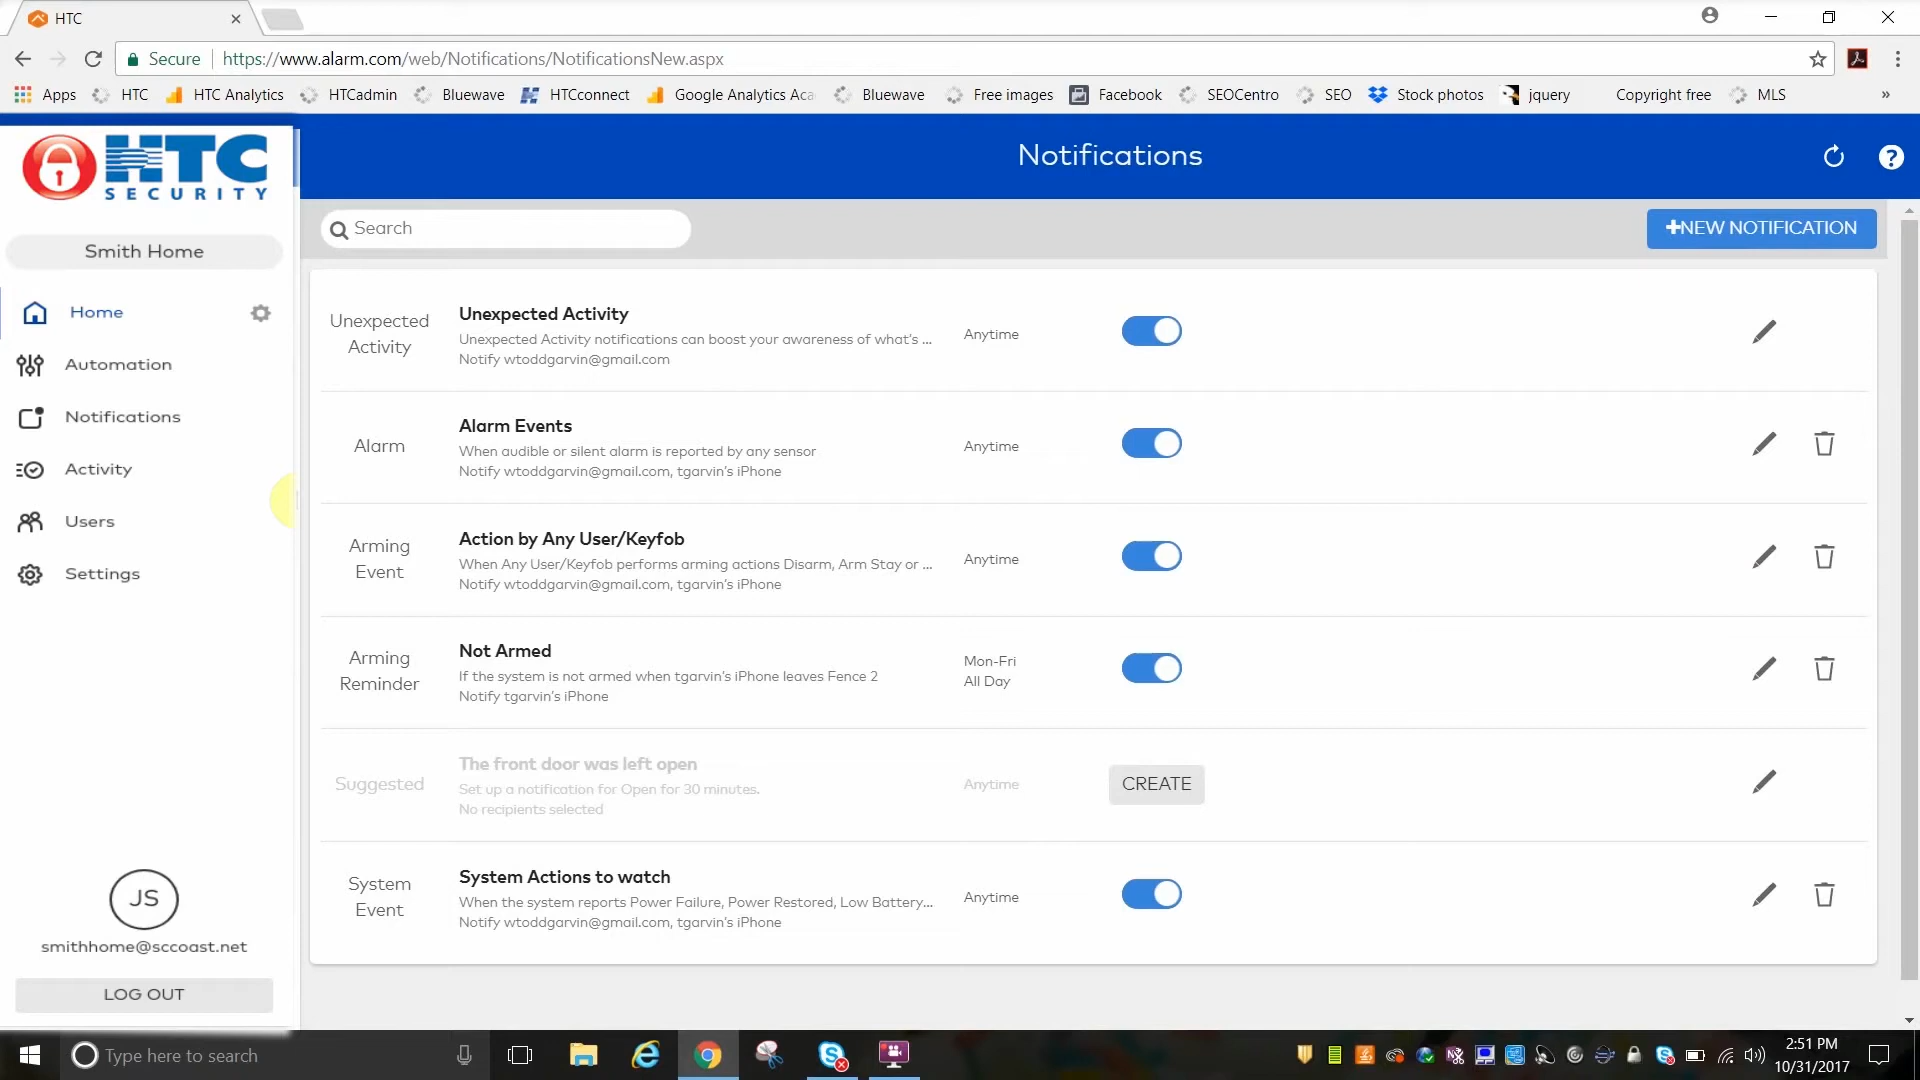 HTC
Secure
https://www.alarm.com/web/Notifications/NotificationsNew.aspx
Apps HTC HTC Analytics HTCadmin Bluewave HTCconnect Google Analytics Aca Bluewave Free images Facebook SEOCentro SEO Stock photos jquery Copyright free MLS »
HTC
SECURITY
Smith Home
Home
Automation
Notifications
Activity
Users
Settings
JS
smithhome@sccoast.net
LOG OUT
Notifications
?
Search
+NEW NOTIFICATION
Unexpected
Activity
Unexpected Activity
Unexpected Activity notifications can boost your awareness of what's ...
Notify wtoddgarvin@gmail.com
Anytime
Alarm
Alarm Events
When audible or silent alarm is reported by any sensor
Notify wtoddgarvin@gmail.com, tgarvin's iPhone
Anytime
Arming
Event
Action by Any User/Keyfob
When Any User/Keyfob performs arming actions Disarm, Arm Stay or ...
Notify wtoddgarvin@gmail.com, tgarvin's iPhone
Anytime
Arming
Reminder
Not Armed
If the system is not armed when tgarvin's iPhone leaves Fence 2
Notify tgarvin's iPhone
Mon-Fri
All Day
Suggested
The front door was left open
Set up a notification for Open for 30 minutes.
No recipients selected
Anytime
CREATE
System
Event
System Actions to watch
When the system reports Power Failure, Power Restored, Low Battery...
Notify wtoddgarvin@gmail.com, tgarvin's iPhone
Anytime
Type here to search
2:51 PM
10/31/2017